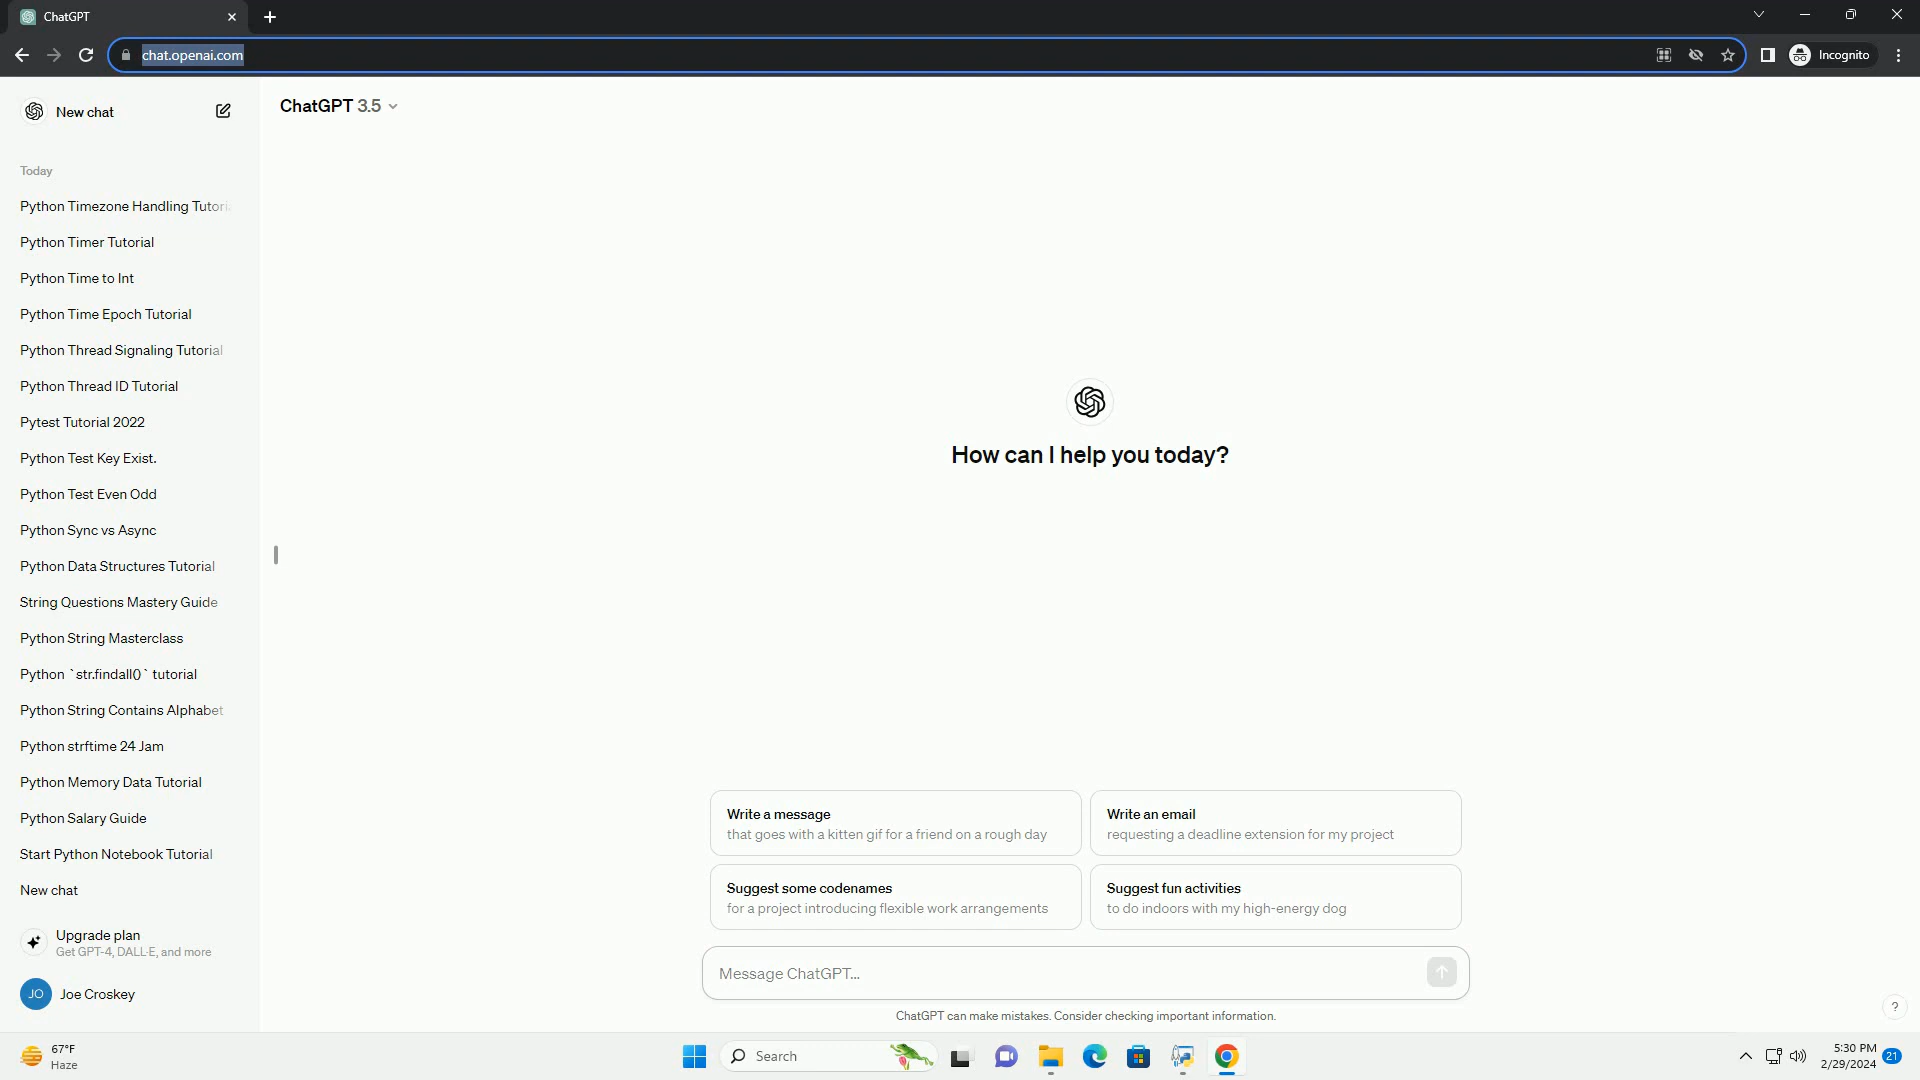 ChatGPT
chat.openai.com
Incognito
New chat
ChatGPT 3.5
Today
Python Timezone Handling Tutori
Python Timer Tutorial
Python Time to Int
Python Time Epoch Tutorial
Python Thread Signaling Tutorial
Python Thread ID Tutorial
Pytest Tutorial 2022
Python Test Key Exist.
Python Test Even Odd
Python Sync vs Async
Python Data Structures Tutorial
String Questions Mastery Guide
Python String Masterclass
Python `str.findall()` tutorial
Python String Contains Alphabet
Python strftime 24 Jam
Python Memory Data Tutorial
Python Salary Guide
Start Python Notebook Tutorial
New chat
Upgrade plan
Get GPT-4, DALL·E, and more
JO Joe Croskey
How can I help you today?
Write a message
that goes with a kitten gif for a friend on a rough day
Write an email
requesting a deadline extension for my project
Suggest some codenames
for a project introducing flexible work arrangements
Suggest fun activities
to do indoors with my high-energy dog
Message ChatGPT...
ChatGPT can make mistakes. Consider checking important information.
?
67°F
Haze
Search
5:30 PM
2/29/2024
21